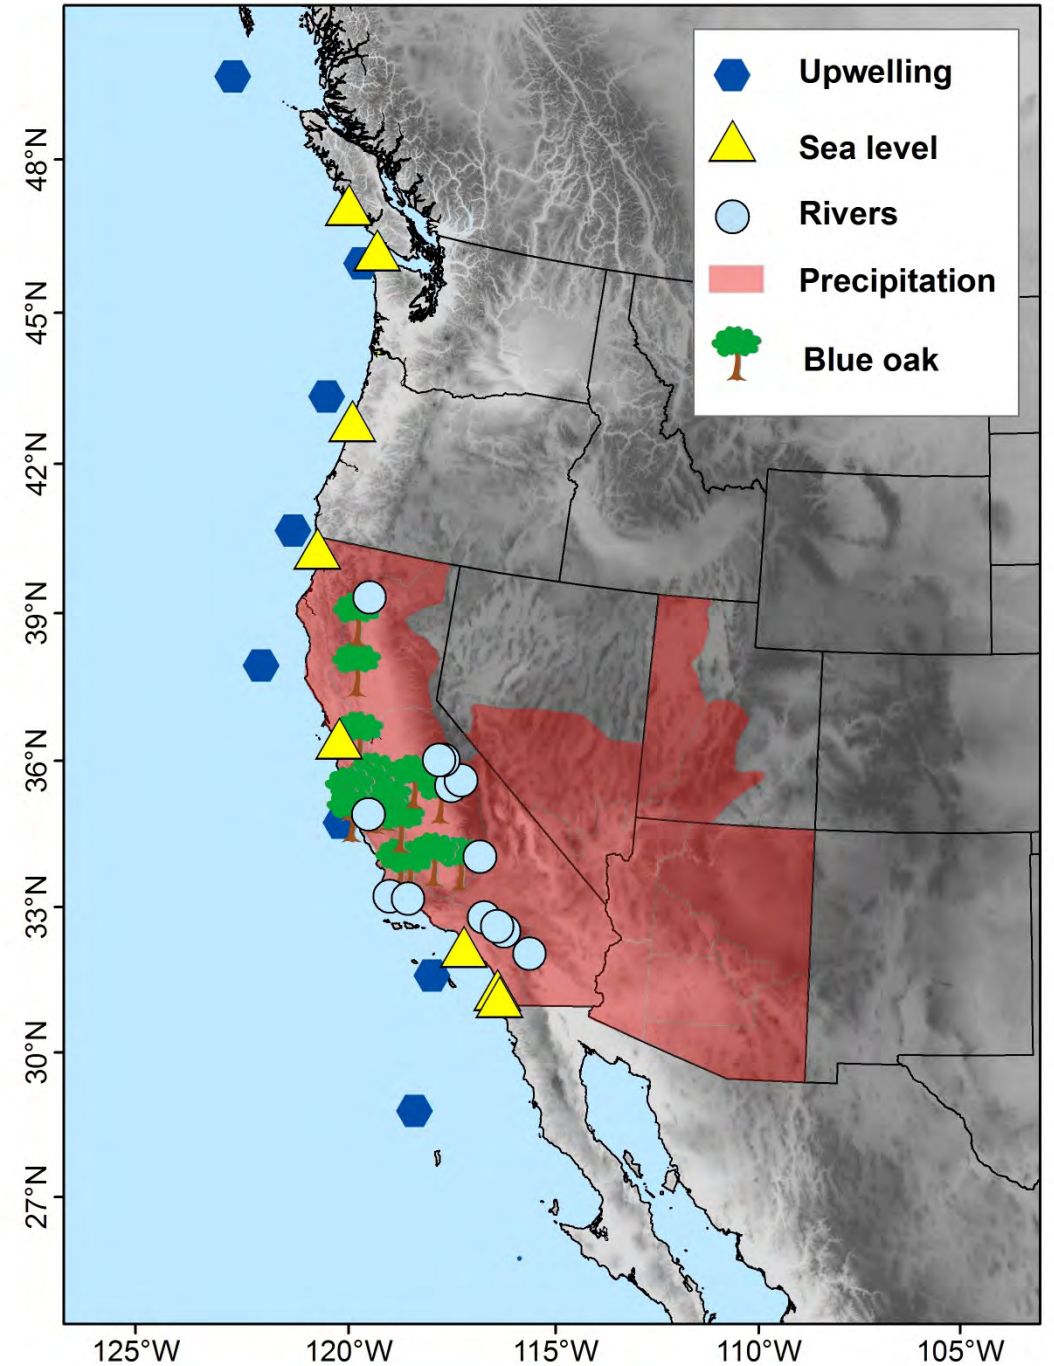 Upwelling
Sea level
Rivers
Precipitation
Blue oak
48°N
45°N
42°N
39°N
36°N
33°N
30°N
27°N
125°W
120°W
115°W
110°W
105°W